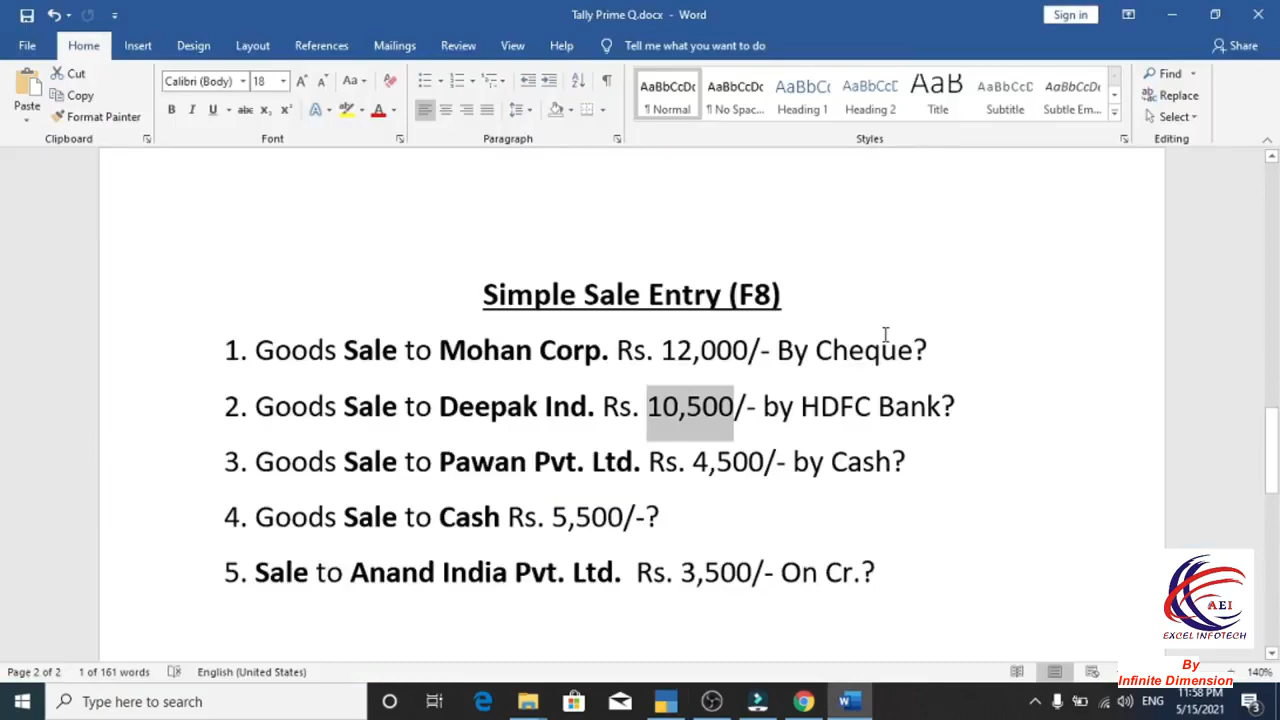 Tally Prime Q.docx - Word
Sign in
File Home Insert Design Layout References Mailings Review View Help Tell me what you want to do Share
Paste
Cut
Copy
Format Painter
Clipboard
Calibri (Body) 18
B I U abc x₂ x² A Aa A
Font
Paragraph
AaBbCcDc AaBbCcDc AaBbC( AaBbCcC AaB AaBbCcD AaBbCcDc
¶ Normal ¶ No Spac... Heading 1 Heading 2 Title Subtitle Subtle Em...
Styles
Find
Replace
Select
Editing
Simple Sale Entry (F8)
1. Goods Sale to Mohan Corp. Rs. 12,000/- By Cheque?
2. Goods Sale to Deepak Ind. Rs. 10,500/- by HDFC Bank?
3. Goods Sale to Pawan Pvt. Ltd. Rs. 4,500/- by Cash?
4. Goods Sale to Cash Rs. 5,500/-?
5. Sale to Anand India Pvt. Ltd. Rs. 3,500/- On Cr.?
AEI
EXCEL INFOTECH
By
Infinite Dimension
Page 2 of 2 1 of 161 words English (United States) 140%
Type here to search
ENG
11:58 PM
5/15/2021
3